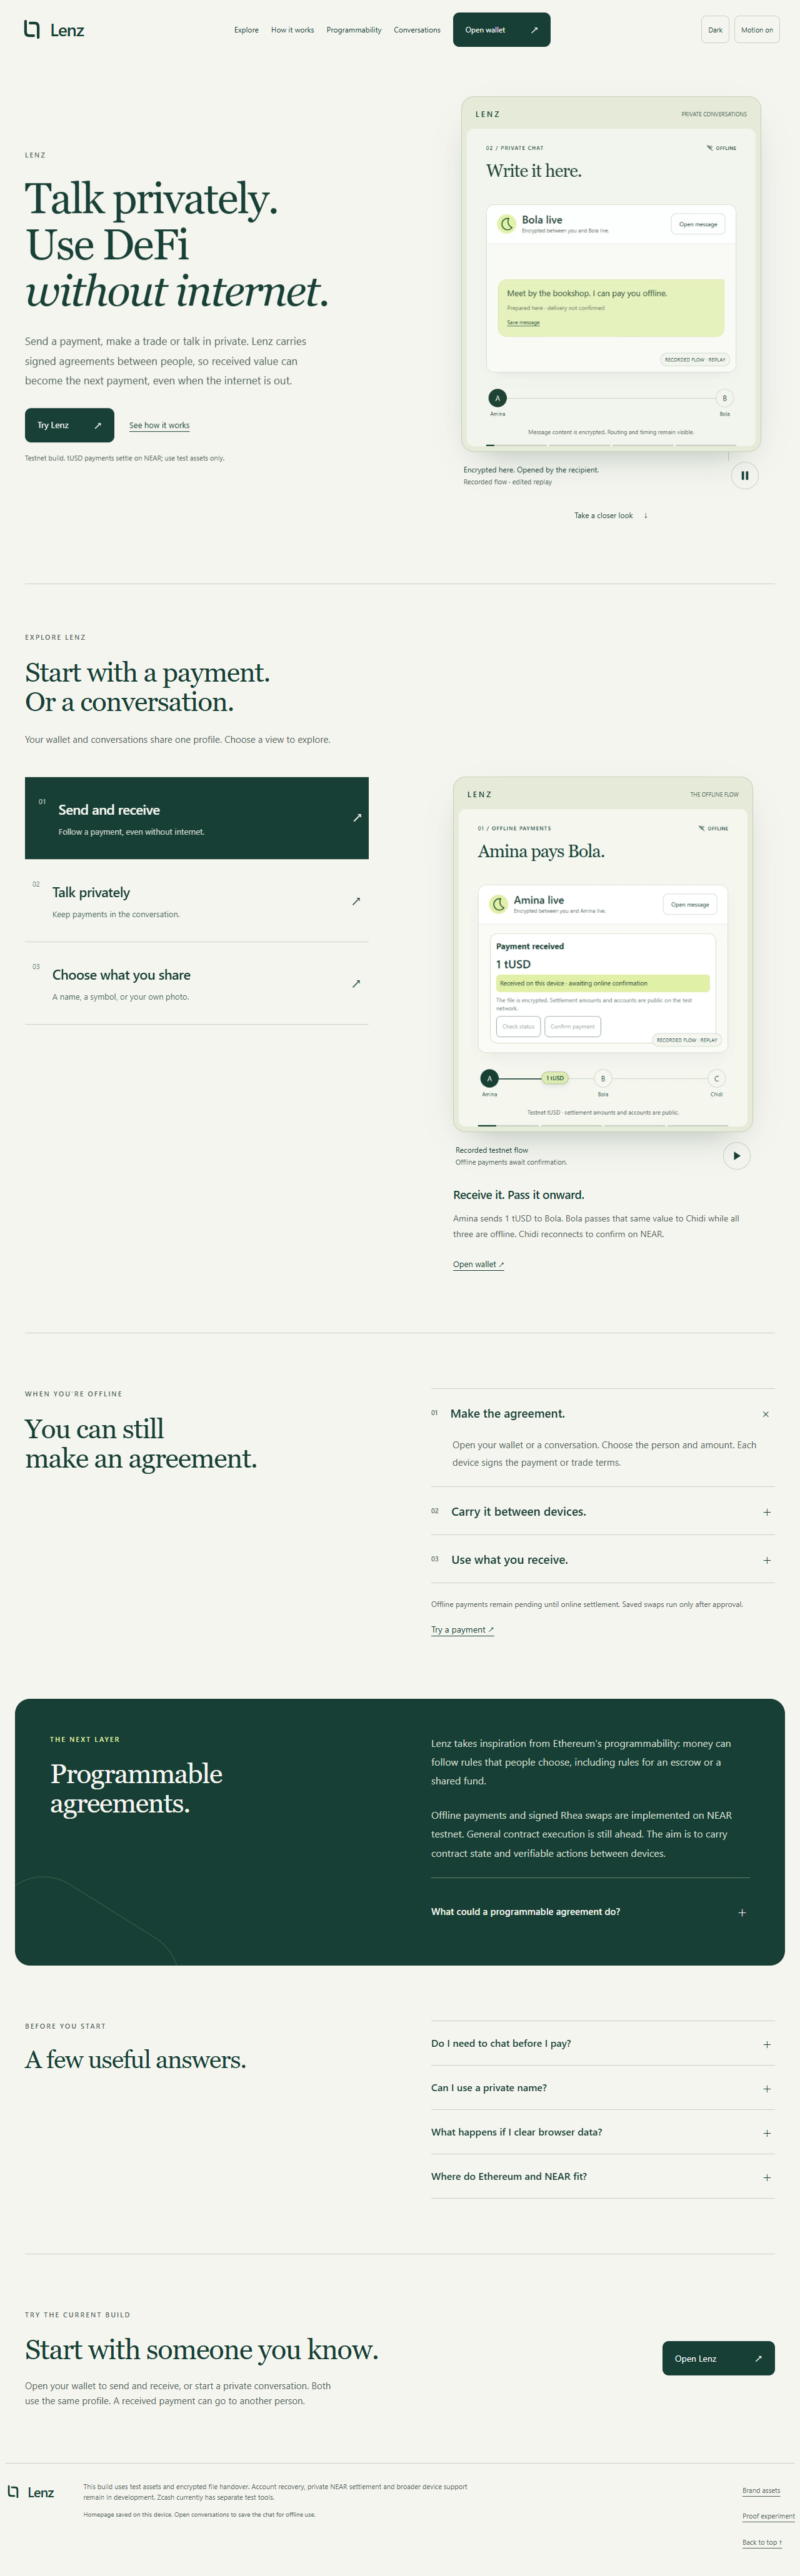 Lenz
Explore
How it works
Programmability
Conversations
Open wallet ↗
Dark
Motion on
LENZ
Talk privately.
Use DeFi
without internet.
Send a payment, make a trade or talk in private. Lenz carries
signed agreements between people, so received value can
become the next payment, even when the internet is out.
Try Lenz ↗
See how it works
Testnet build. tUSD payments settle on NEAR; use test assets only.
LENZ
PRIVATE CONVERSATIONS
02 / PRIVATE CHAT
OFFLINE
Write it here.
Bola live
Encrypted between you and Bola live.
Open message
Meet by the bookshop. I can pay you offline.
Prepared here · delivery not confirmed
Save message
RECORDED FLOW · REPLAY
A
B
Amina
Bola
Message content is encrypted. Routing and timing remain visible.
Encrypted here. Opened by the recipient.
Recorded flow · edited replay
Take a closer look ↓
EXPLORE LENZ
Start with a payment.
Or a conversation.
Your wallet and conversations share one profile. Choose a view to explore.
01
Send and receive
Follow a payment, even without internet.
↗
02
Talk privately
Keep payments in the conversation.
↗
03
Choose what you share
A name, a symbol, or your own photo.
↗
LENZ
THE OFFLINE FLOW
01 / OFFLINE PAYMENTS
OFFLINE
Amina pays Bola.
Amina live
Encrypted between you and Amina live.
Open message
Payment received
1 tUSD
Received on this device · awaiting online confirmation
The file is encrypted. Settlement amounts and accounts are public on the test
network.
Check status
Confirm payment
RECORDED FLOW · REPLAY
A
1 tUSD
B
C
Amina
Bola
Chidi
Testnet tUSD · settlement amounts and accounts are public.
Recorded testnet flow
Offline payments await confirmation.
Receive it. Pass it onward.
Amina sends 1 tUSD to Bola. Bola passes that same value to Chidi while all
three are offline. Chidi reconnects to confirm on NEAR.
Open wallet ↗
WHEN YOU'RE OFFLINE
You can still
make an agreement.
01 Make the agreement. ×
Open your wallet or a conversation. Choose the person and amount. Each
device signs the payment or trade terms.
02 Carry it between devices. +
03 Use what you receive. +
Offline payments remain pending until online settlement. Saved swaps run only after approval.
Try a payment ↗
THE NEXT LAYER
Programmable
agreements.
Lenz takes inspiration from Ethereum's programmability: money can
follow rules that people choose, including rules for an escrow or a
shared fund.
Offline payments and signed Rhea swaps are implemented on NEAR
testnet. General contract execution is still ahead. The aim is to carry
contract state and verifiable actions between devices.
What could a programmable agreement do? +
BEFORE YOU START
A few useful answers.
Do I need to chat before I pay? +
Can I use a private name? +
What happens if I clear browser data? +
Where do Ethereum and NEAR fit? +
TRY THE CURRENT BUILD
Start with someone you know.
Open your wallet to send and receive, or start a private conversation. Both
use the same profile. A received payment can go to another person.
Open Lenz ↗
Lenz
This build uses test assets and encrypted file handover. Account recovery, private NEAR settlement and broader device support
remain in development. Zcash currently has separate test tools.
Homepage saved on this device. Open conversations to save the chat for offline use.
Brand assets
Proof experiment
Back to top ↑